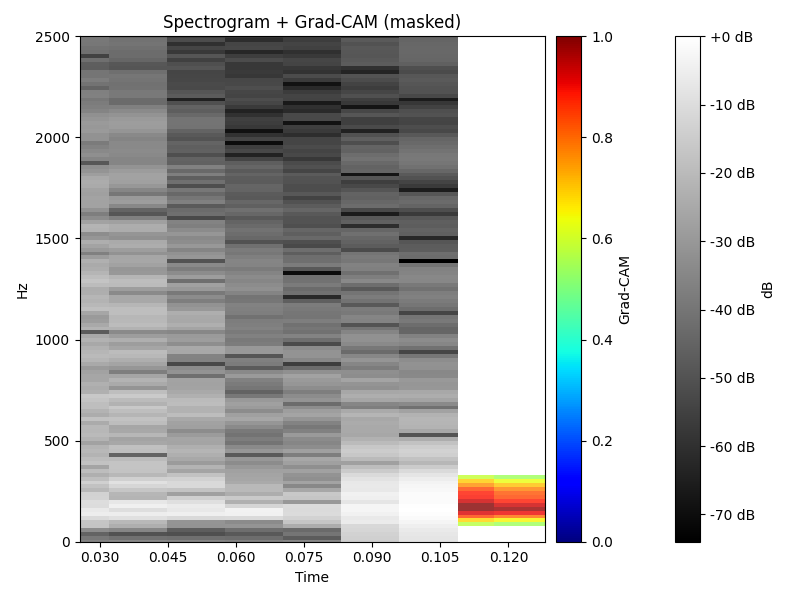 Spectrogram + Grad-CAM (masked)
2500
2000
1500
1000
500
0
Hz
0.030
0.045
0.060
0.075
0.090
0.105
0.120
Time
1.0
0.8
0.6
0.4
0.2
0.0
Grad-CAM
+0 dB
-10 dB
-20 dB
-30 dB
-40 dB
-50 dB
-60 dB
-70 dB
dB